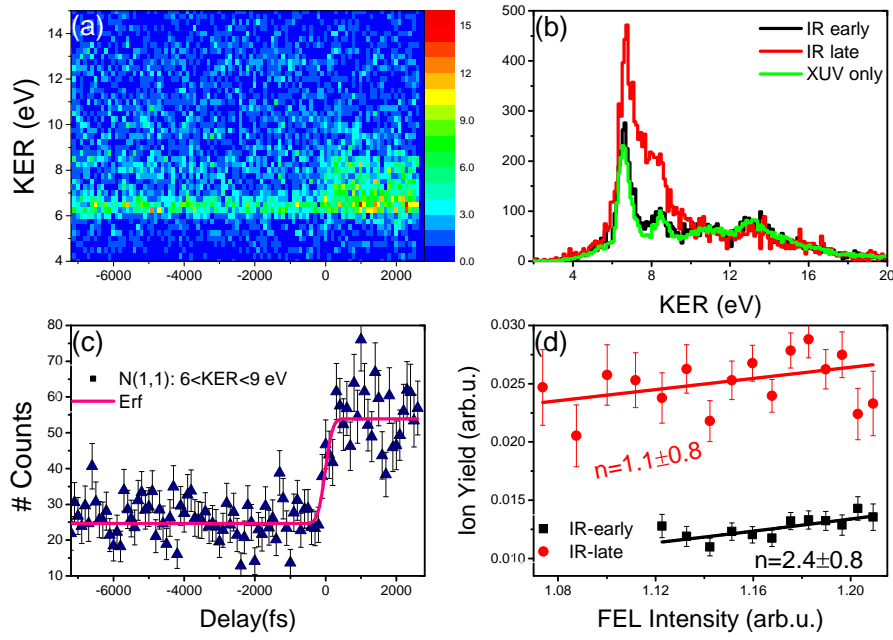 (a)
KER (eV)
15
14
12
10
8
6
4
-6000
-4000
-2000
0
2000
15
12
9.0
6.0
3.0
0.0
(b)
IR early
IR late
XUV only
500
400
300
200
100
0
4
8
12
16
20
KER (eV)
(c)
N(1,1): 6<KER<9 eV
Erf
# Counts
80
70
60
50
40
30
20
10
-6000
-4000
-2000
0
2000
Delay(fs)
(d)
Ion Yield (arb.u.)
0.030
0.025
0.020
0.015
0.010
n=1.1±0.8
IR-early
IR-late
n=2.4±0.8
1.08
1.12
1.16
1.20
FEL Intensity (arb.u.)